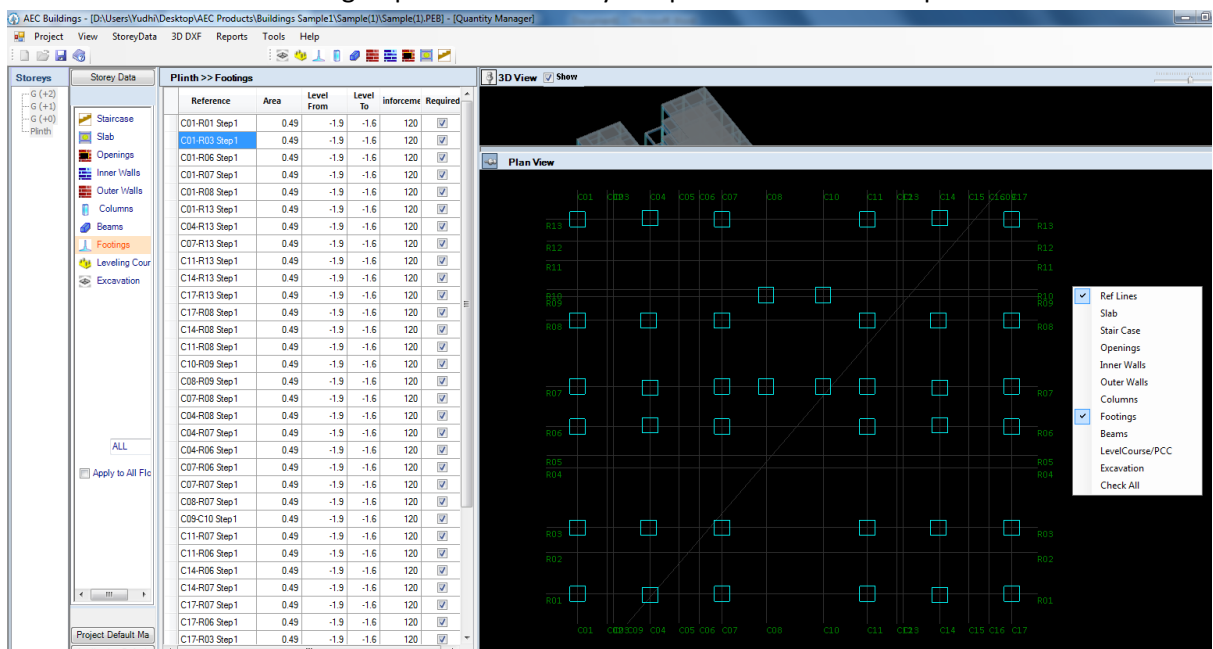 AEC Buildings - [D:\Users\Yudhi\Desktop\AEC Products\Buildings Sample1\Sample(1)\Sample(1).PEB] - [Quantity Manager]
Project View StoreyData 3D DXF Reports Tools Help
Storeys
G (+2)
G (+1)
G (+0)
Plinth
Storey Data
Staircase
Slab
Openings
Inner Walls
Outer Walls
Columns
Beams
Footings
Leveling Cour
Excavation
ALL
Apply to All Flc
Project Default Ma
Plinth >> Footings
Reference Area Level From Level To inforceme Required
C01-R01 Step1 0.49 -1.9 -1.6 120
C01-R03 Step1 0.49 -1.9 -1.6 120
C01-R06 Step1 0.49 -1.9 -1.6 120
C01-R07 Step1 0.49 -1.9 -1.6 120
C01-R08 Step1 0.49 -1.9 -1.6 120
C01-R13 Step1 0.49 -1.9 -1.6 120
C04-R13 Step1 0.49 -1.9 -1.6 120
C07-R13 Step1 0.49 -1.9 -1.6 120
C11-R13 Step1 0.49 -1.9 -1.6 120
C14-R13 Step1 0.49 -1.9 -1.6 120
C17-R13 Step1 0.49 -1.9 -1.6 120
C17-R08 Step1 0.49 -1.9 -1.6 120
C14-R08 Step1 0.49 -1.9 -1.6 120
C11-R08 Step1 0.49 -1.9 -1.6 120
C10-R09 Step1 0.49 -1.9 -1.6 120
C08-R09 Step1 0.49 -1.9 -1.6 120
C07-R08 Step1 0.49 -1.9 -1.6 120
C04-R08 Step1 0.49 -1.9 -1.6 120
C04-R07 Step1 0.49 -1.9 -1.6 120
C04-R06 Step1 0.49 -1.9 -1.6 120
C07-R06 Step1 0.49 -1.9 -1.6 120
C07-R07 Step1 0.49 -1.9 -1.6 120
C08-R07 Step1 0.49 -1.9 -1.6 120
C09-C10 Step1 0.49 -1.9 -1.6 120
C11-R07 Step1 0.49 -1.9 -1.6 120
C11-R06 Step1 0.49 -1.9 -1.6 120
C14-R06 Step1 0.49 -1.9 -1.6 120
C14-R07 Step1 0.49 -1.9 -1.6 120
C17-R07 Step1 0.49 -1.9 -1.6 120
C17-R06 Step1 0.49 -1.9 -1.6 120
C17-R03 Step1 0.49 -1.9 -1.6 120
3D View Show
Plan View
C01 C04 C05 C06 C07 C08 C10 C11 C14 C15
R13 R13
R12 R12
R11 R11
R10
R09 R09
R08 R08
R07 R07
R06 R06
R05 R05
R04 R04
R03 R03
R02 R02
R01 R01
C01 C04 C05 C06 C07 C08 C10 C11 C14 C15 C16 C17
Ref Lines
Slab
Stair Case
Openings
Inner Walls
Outer Walls
Columns
Footings
Beams
LevelCourse/PCC
Excavation
Check All